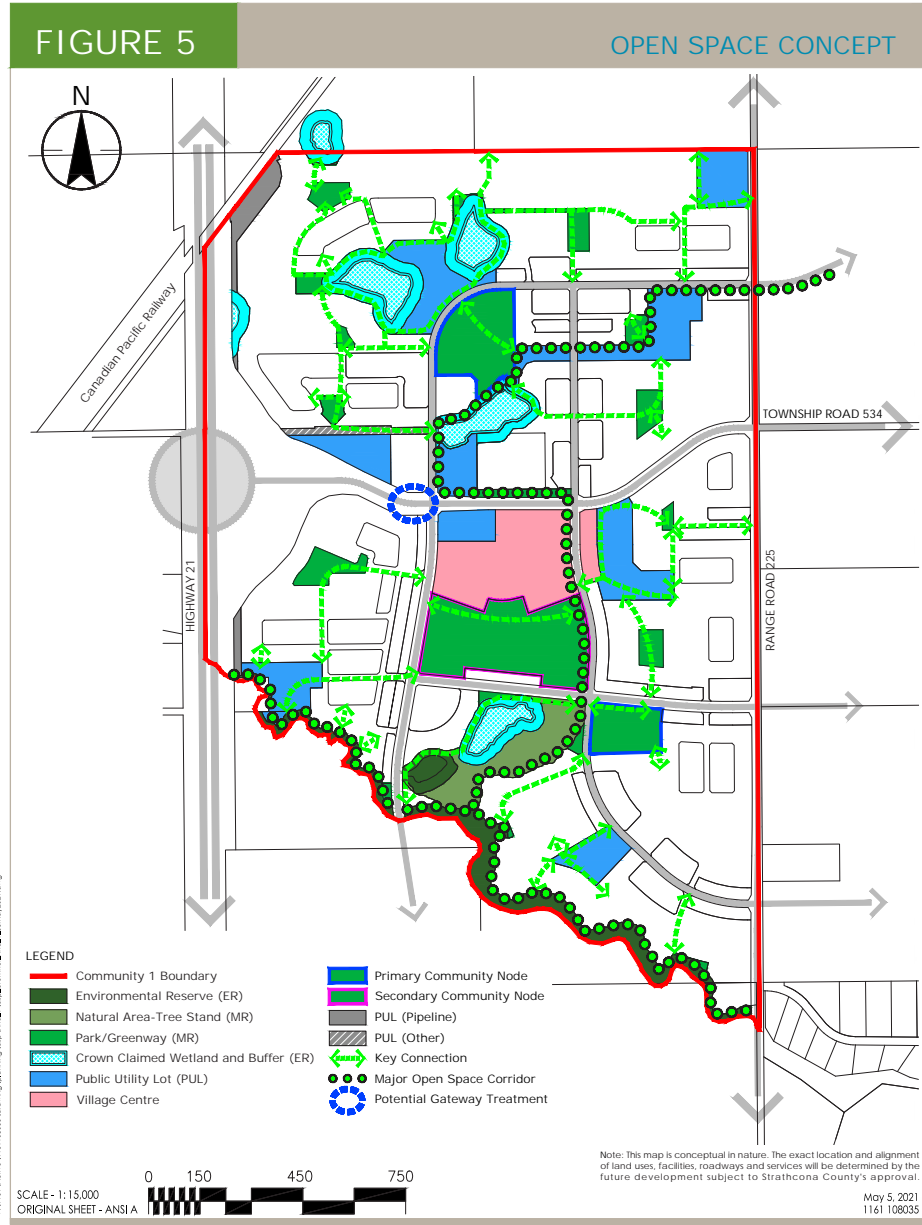 FIGURE 5
OPEN SPACE CONCEPT
N
Canadian Pacific Railway
TOWNSHIP ROAD 534
HIGHWAY 21
RANGE ROAD 225
LEGEND
Community 1 Boundary
Environmental Reserve (ER)
Natural Area-Tree Stand (MR)
Park/Greenway (MR)
Crown Claimed Wetland and Buffer (ER)
Public Utility Lot (PUL)
Village Centre
Primary Community Node
Secondary Community Node
PUL (Pipeline)
PUL (Other)
Key Connection
Major Open Space Corridor
Potential Gateway Treatment
Note: This map is conceptual in nature. The exact location and alignment
of land uses, facilities, roadways and services will be determined by the
future development subject to Strathcona County's approval.
SCALE - 1: 15,000
ORIGINAL SHEET - ANSI A
0 150 450 750
May 5, 2021
1161 108035